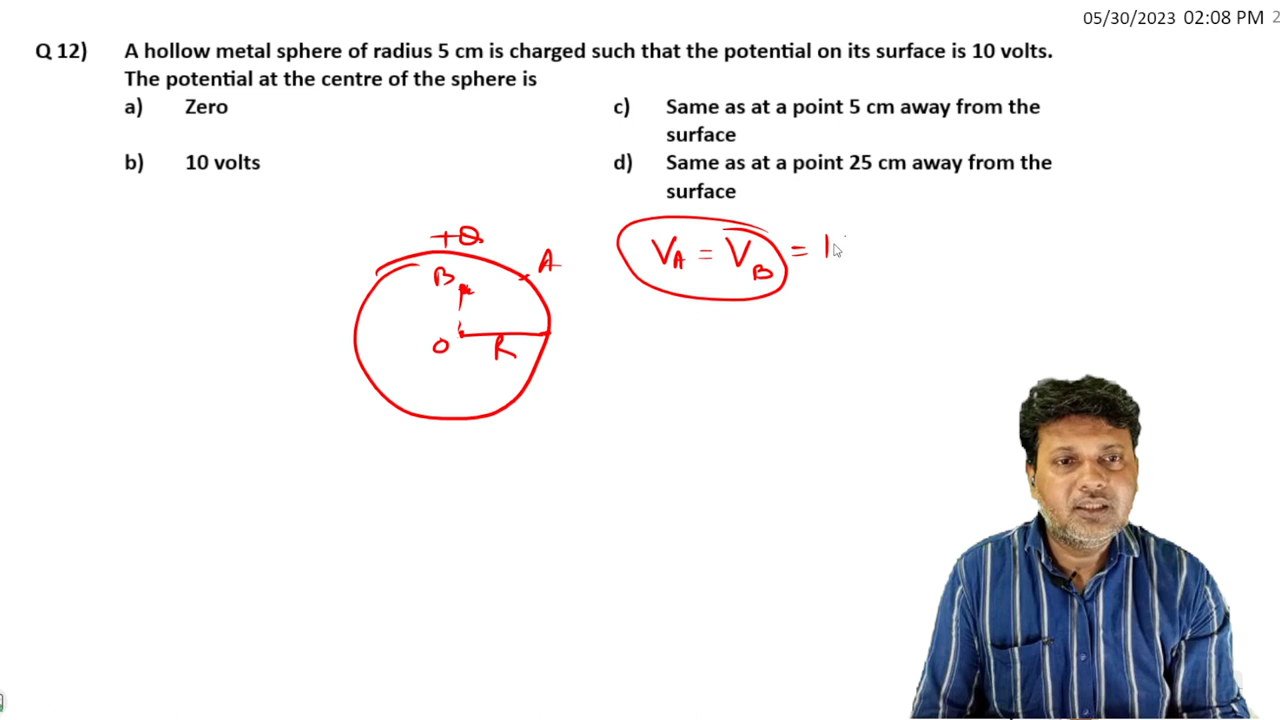 05/30/2023 02:08 PM 2
Q 12) A hollow metal sphere of radius 5 cm is charged such that the potential on its surface is 10 volts.
The potential at the centre of the sphere is
a) Zero
b) 10 volts
c) Same as at a point 5 cm away from the
surface
d) Same as at a point 25 cm away from the
surface
+Q
B A
O R
V_A = V_B = 1